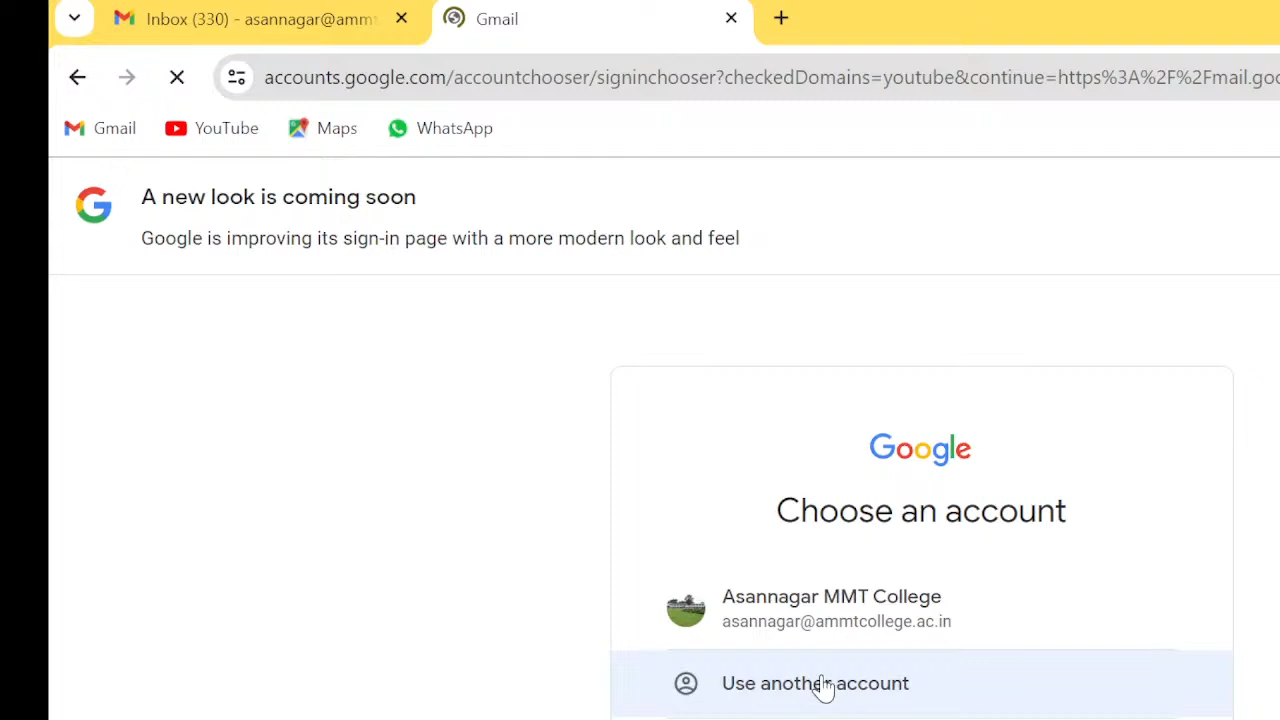 Inbox (330) - asannagar@ammt
Gmail
accounts.google.com/accountchooser/signinchooser?checkedDomains=youtube&continue=https%3A%2F%2Fmail.goo
Gmail YouTube Maps WhatsApp
A new look is coming soon
Google is improving its sign-in page with a more modern look and feel
Google
Choose an account
Asannagar MMT College
asannagar@ammtcollege.ac.in
Use another account